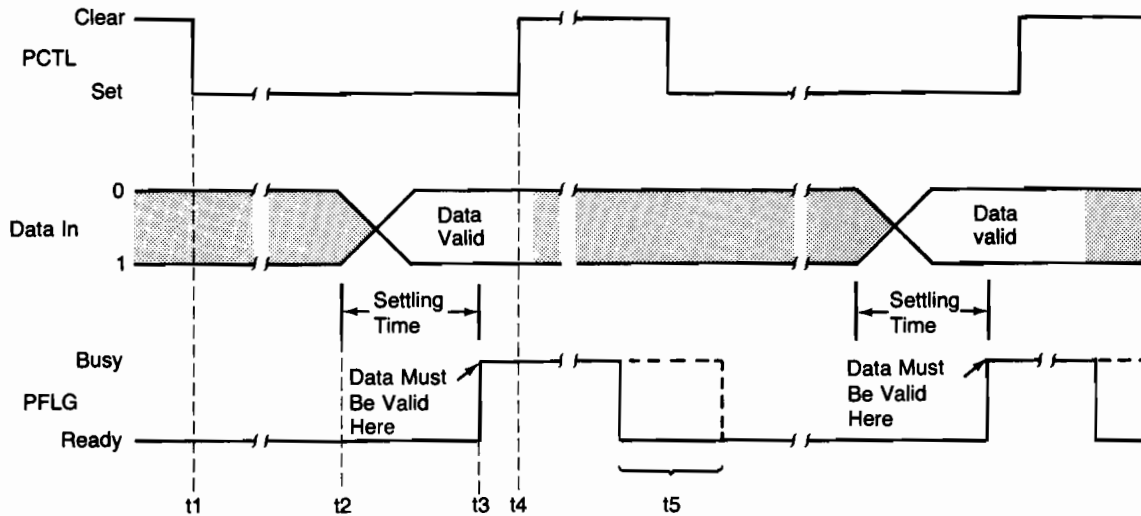 Clear
PCTL
Set
0
Data In
1
Data
Valid
Data
valid
Settling
Time
Settling
Time
Busy
PFLG
Ready
Data Must
Be Valid
Here
Data Must
Be Valid
Here
t1
t2
t3
t4
t5